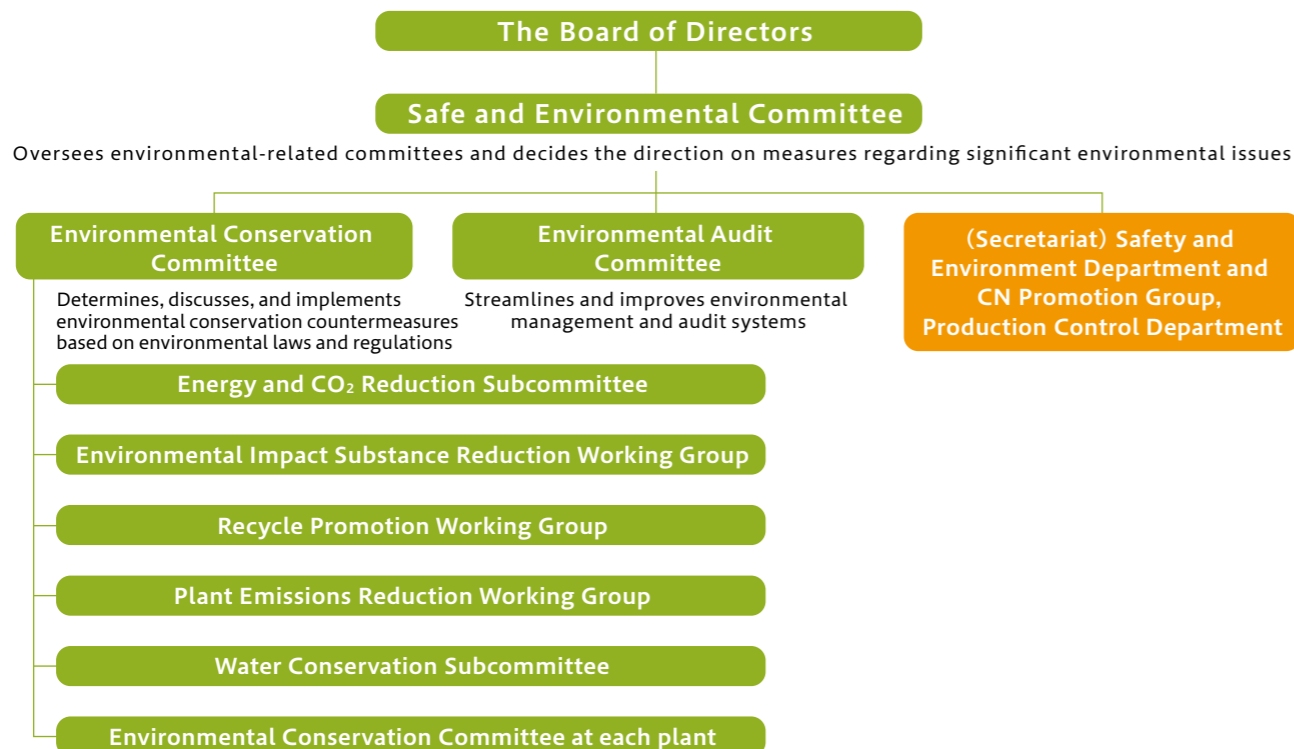 The Board of Directors
Safe and Environmental Committee
Oversees environmental-related committees and decides the direction on measures regarding significant environmental issues
Environmental Conservation
Committee
Determines, discusses, and implements
environmental conservation countermeasures
based on environmental laws and regulations
Environmental Audit
Committee
Streamlines and improves environmental
management and audit systems
(Secretariat) Safety and
Environment Department and
CN Promotion Group,
Production Control Department
Energy and CO₂ Reduction Subcommittee
Environmental Impact Substance Reduction Working Group
Recycle Promotion Working Group
Plant Emissions Reduction Working Group
Water Conservation Subcommittee
Environmental Conservation Committee at each plant